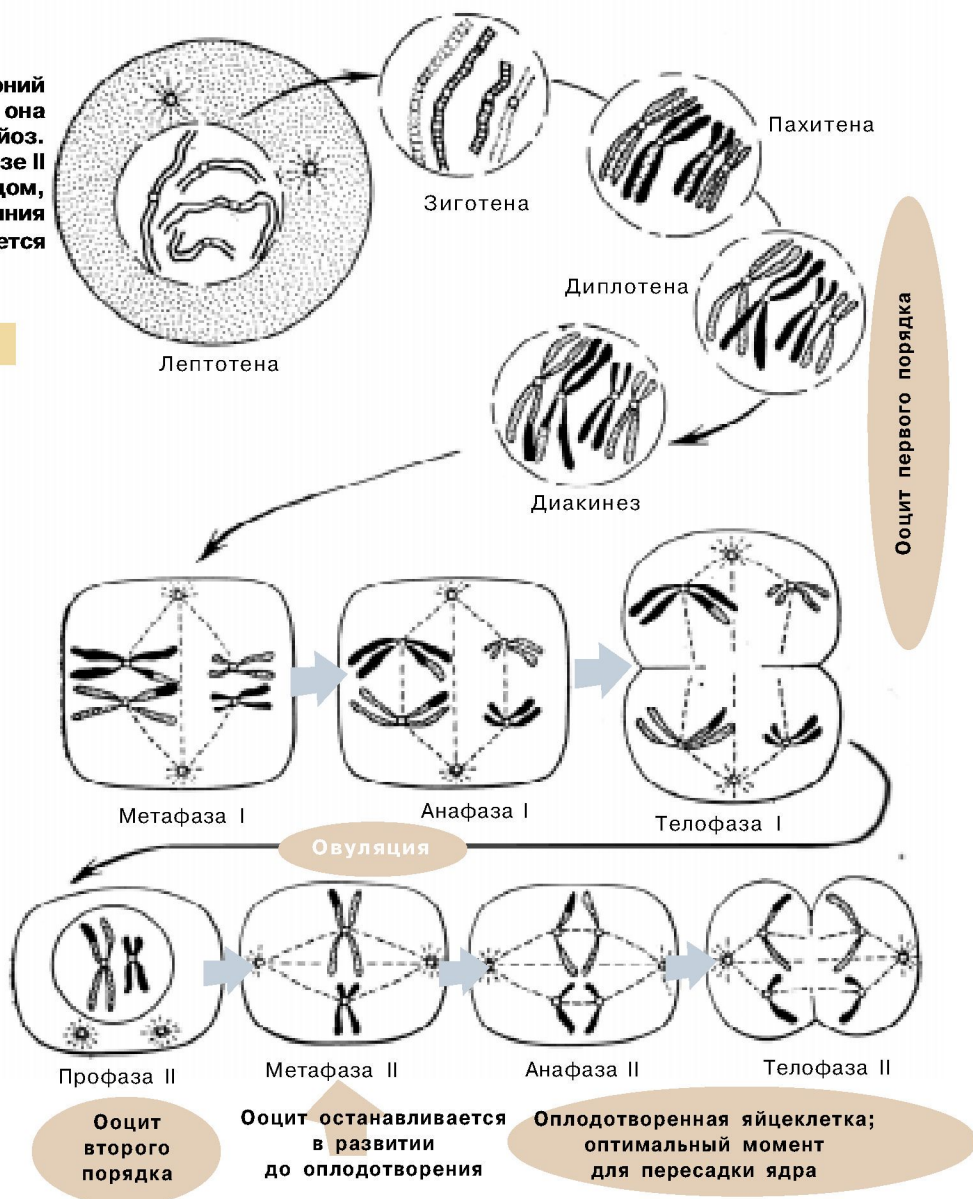 она
Пахитена
Зиготена
Диплотена
Лептотена
Диакинез
Ооцит первого порядка
Метафаза I
Анафаза I
Телофаза I
Овуляция
Профаза II
Метафаза II
Анафаза II
Телофаза II
Ооцит
второго
порядка
Ооцит останавливается
в развитии
до оплодотворения
Оплодотворенная яйцеклетка;
оптимальный момент
для пересадки ядра